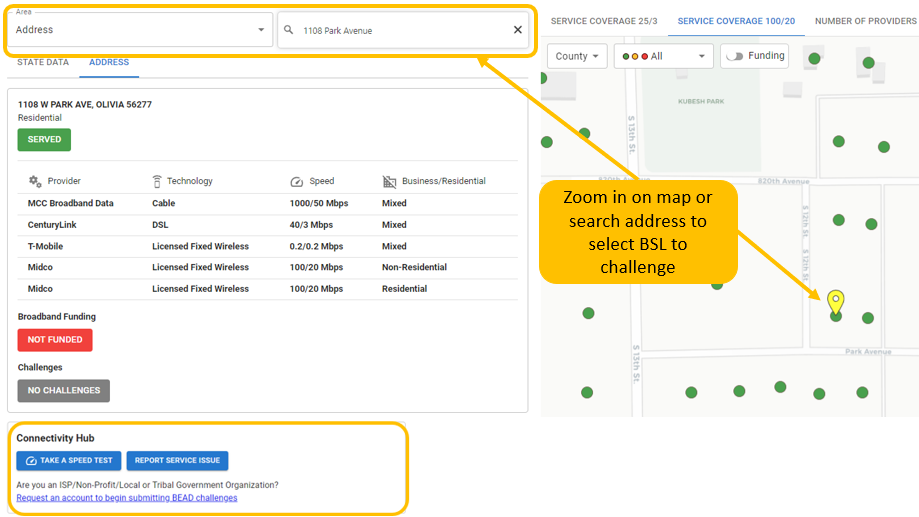 Area
Address
1108 Park Avenue
STATE DATA
ADDRESS
1108 W PARK AVE, OLIVIA 56277
Residential
SERVED
Provider Technology Speed Business/Residential
MCC Broadband Data Cable 1000/50 Mbps Mixed
CenturyLink DSL 40/3 Mbps Mixed
T-Mobile Licensed Fixed Wireless 0.2/0.2 Mbps Mixed
Midco Licensed Fixed Wireless 100/20 Mbps Non-Residential
Midco Licensed Fixed Wireless 100/20 Mbps Residential
Broadband Funding
NOT FUNDED
Challenges
NO CHALLENGES
Connectivity Hub
TAKE A SPEED TEST
REPORT SERVICE ISSUE
Are you an ISP/Non-Profit/Local or Tribal Government Organization?
Request an account to begin submitting BEAD challenges
SERVICE COVERAGE 25/3
SERVICE COVERAGE 100/20
NUMBER OF PROVIDERS
County
All
Funding
KUBESH PARK
S 13th St.
820th Avenue
820th Avenue
S 12th St.
S 12th St.
S 13th St.
Park Avenue
Zoom in on map or
search address to
select BSL to
challenge